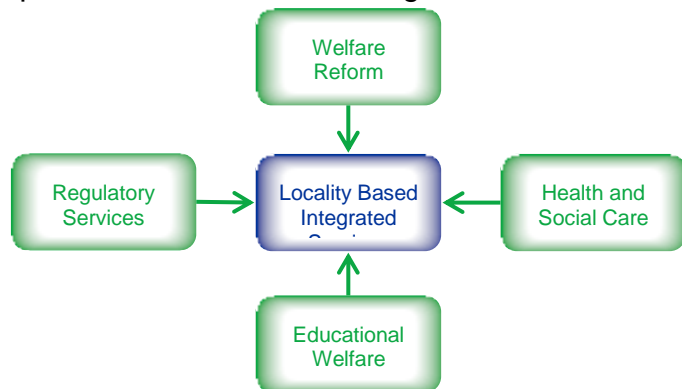 Welfare
Reform
Regulatory
Services
Locality Based
Integrated
Health and
Social Care
Educational
Welfare